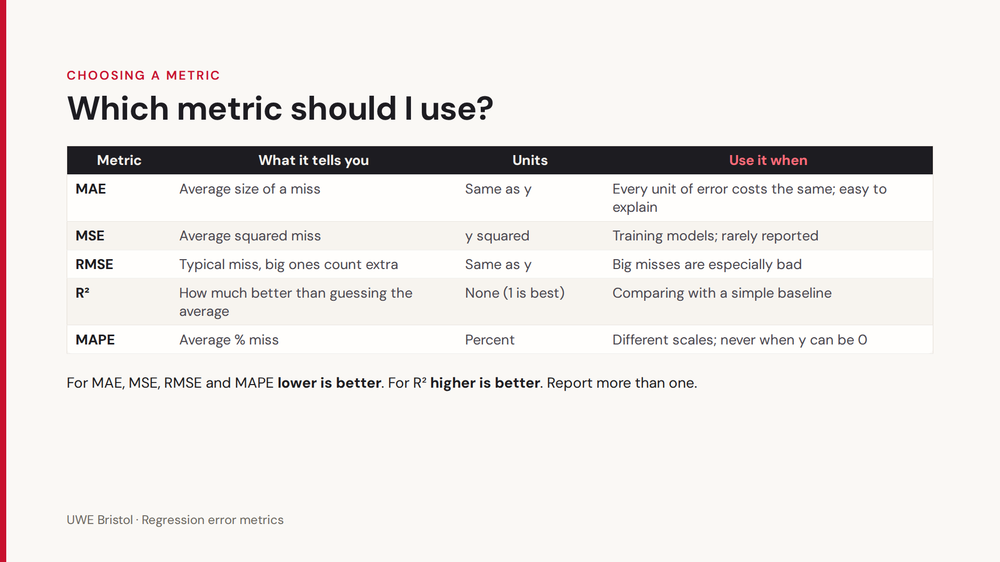 CHOOSING A METRIC
Which metric should I use?
Metric What it tells you Units Use it when
MAE Average size of a miss Same as y Every unit of error costs the same; easy to
explain
MSE Average squared miss y squared Training models; rarely reported
RMSE Typical miss, big ones count extra Same as y Big misses are especially bad
R² How much better than guessing the None (1 is best) Comparing with a simple baseline
average
MAPE Average % miss Percent Different scales; never when y can be 0
For MAE, MSE, RMSE and MAPE lower is better. For R² higher is better. Report more than one.
UWE Bristol · Regression error metrics